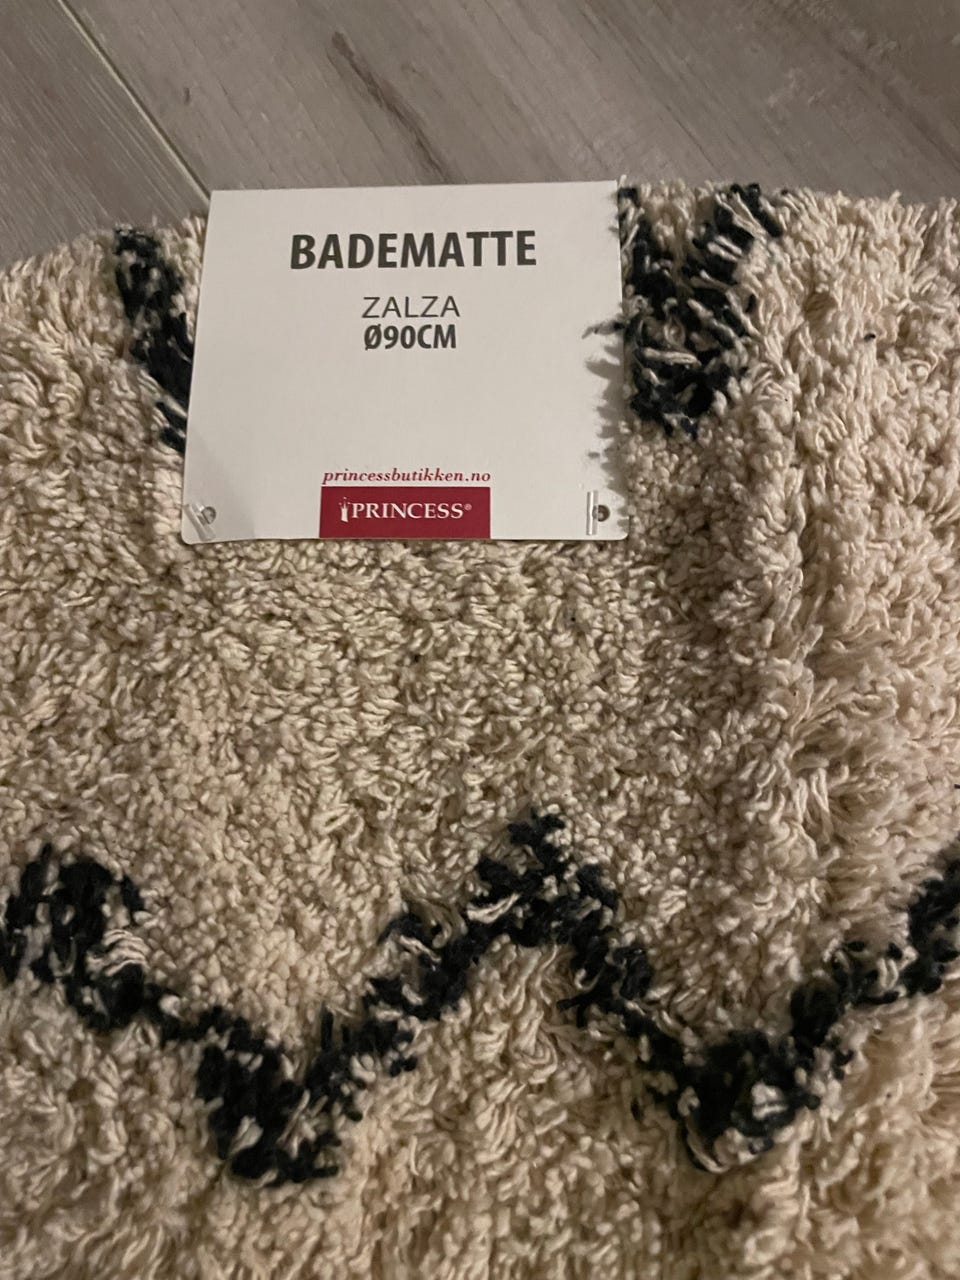 BADEMATTE
ZALZA
Ø90CM
princessbutikken.no
PRINCESS®